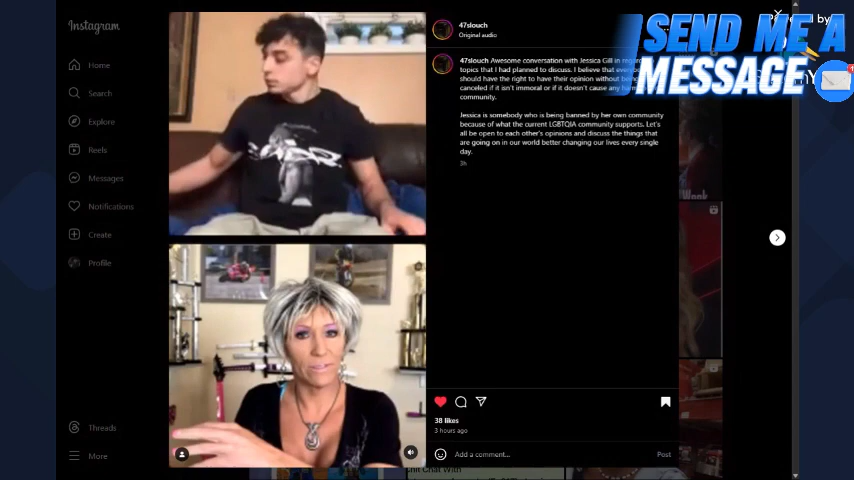 Instagram
Home
Search
Explore
Reels
Messages
Notifications
Create
Profile
Threads
More
47slouch
Original audio
47slouch Awesome conversation with Jessica Gill in
topics that I had planned to discuss. I believe that
should have the right to have their opinion without
canceled if it isn't immoral or if it doesn't cause any
community.
Jessica is somebody who is being banned by her own community
because of what the current LGBTQIA community supports. Let's
all be open to each other's opinions and discuss the things that
are going on in our world better changing our lives every single
day.
3h
38 likes
3 hours ago
Add a comment...
Post
SEND ME A
MESSAGE
by
Chit Chat With